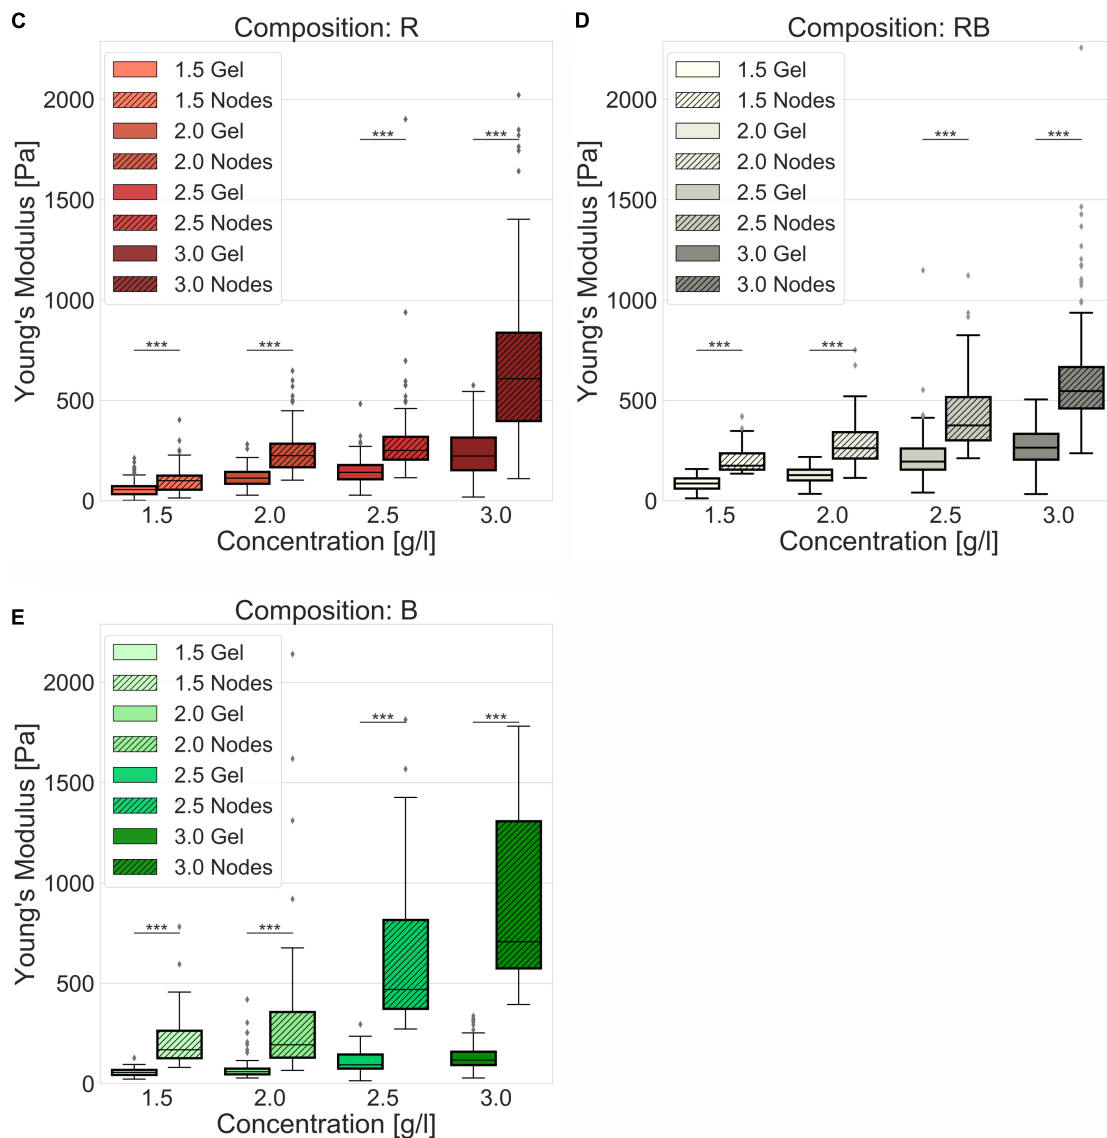 C
Composition: R
Young's Modulus [Pa]
2000
1500
1000
500
0
1.5 Gel
1.5 Nodes
2.0 Gel
2.0 Nodes
2.5 Gel
2.5 Nodes
3.0 Gel
3.0 Nodes
***
***
***
***
1.5
2.0
2.5
3.0
Concentration [g/l]
D
Composition: RB
Young's Modulus [Pa]
2000
1500
1000
500
0
1.5 Gel
1.5 Nodes
2.0 Gel
2.0 Nodes
2.5 Gel
2.5 Nodes
3.0 Gel
3.0 Nodes
***
***
***
***
1.5
2.0
2.5
3.0
Concentration [g/l]
E
Composition: B
Young's Modulus [Pa]
2000
1500
1000
500
0
1.5 Gel
1.5 Nodes
2.0 Gel
2.0 Nodes
2.5 Gel
2.5 Nodes
3.0 Gel
3.0 Nodes
***
***
***
***
1.5
2.0
2.5
3.0
Concentration [g/l]